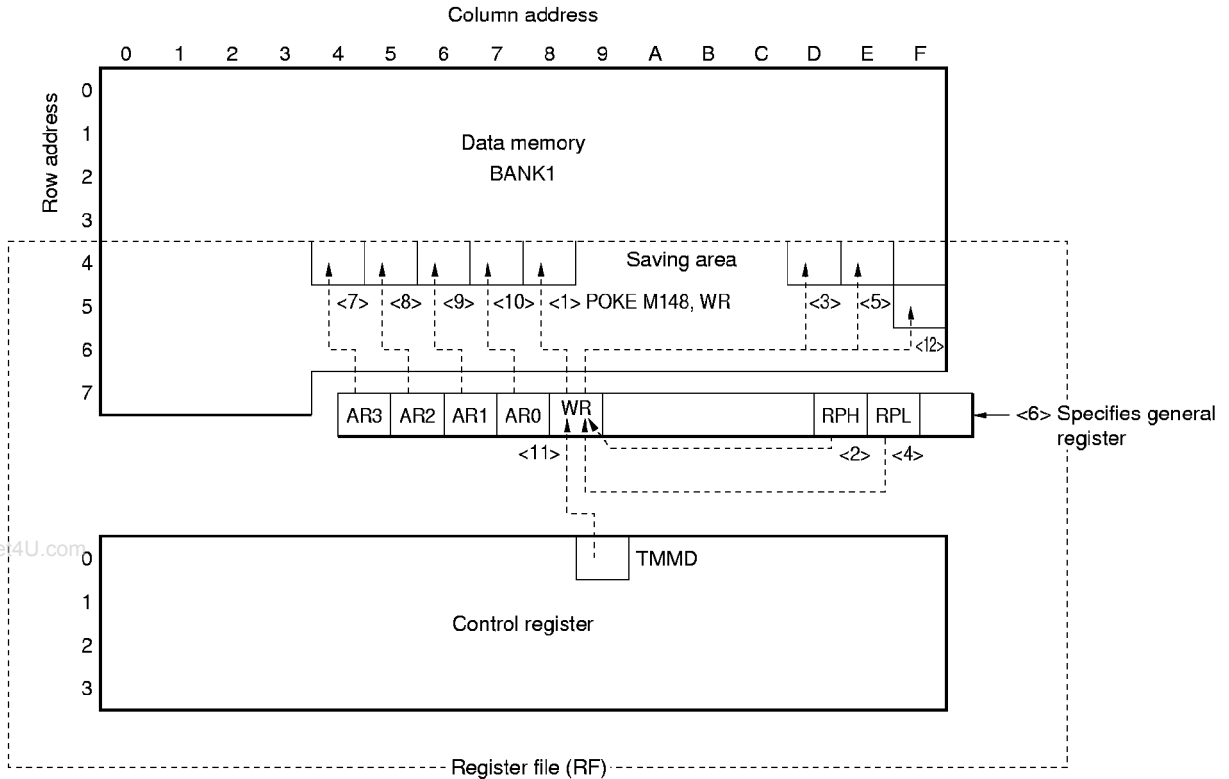 Column address
0 1 2 3 4 5 6 7 8 9 A B C D E F
Row address
0
1
2
3
4
5
6
7
Data memory
BANK1
Saving area
<7> <8> <9> <10> <1> POKE M148, WR <3> <5>
<12>
AR3 AR2 AR1 AR0 WR RPH RPL
<6> Specifies general
register
<11> <2> <4>
TMMD
0
1
2
3
Control register
Register file (RF)